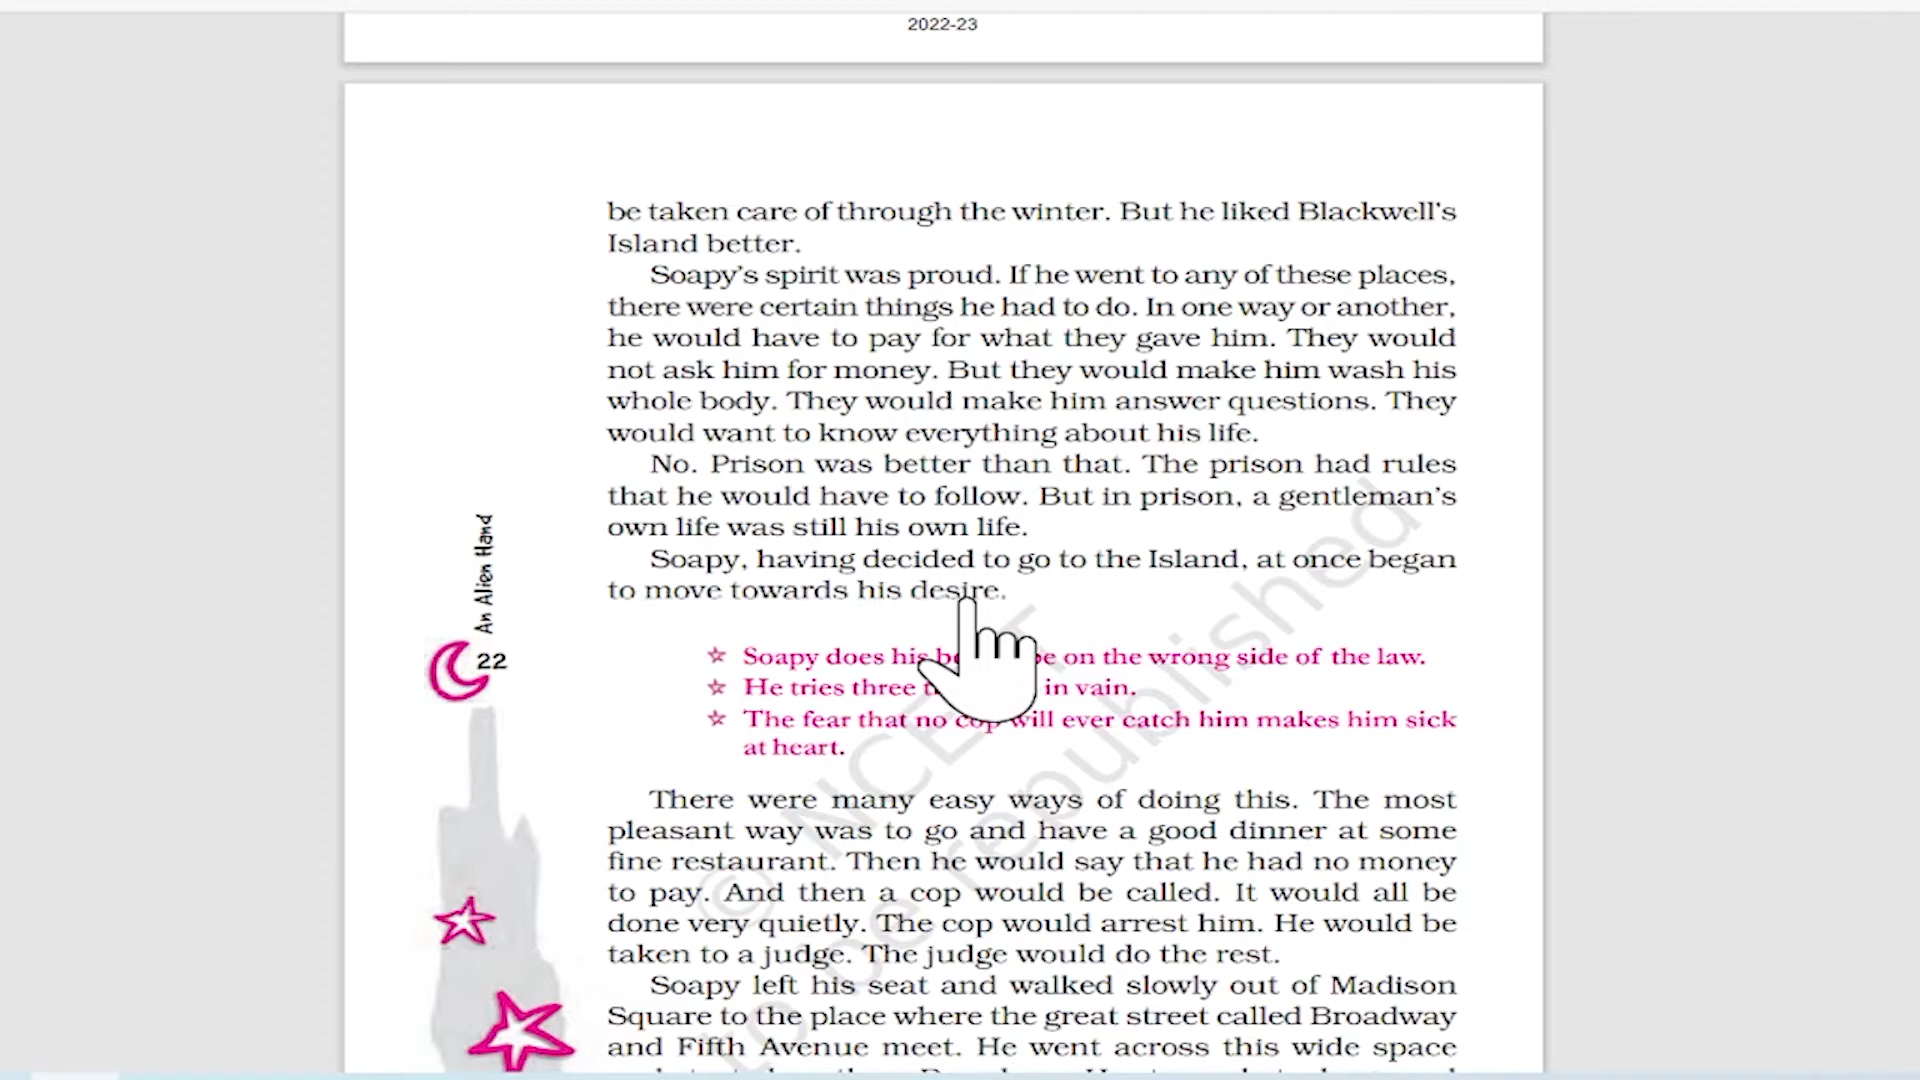 2022-23
be taken care of through the winter. But he liked Blackwell's
Island better.
Soapy's spirit was proud. If he went to any of these places,
there were certain things he had to do. In one way or another,
he would have to pay for what they gave him. They would
not ask him for money. But they would make him wash his
whole body. They would make him answer questions. They
would want to know everything about his life.
No. Prison was better than that. The prison had rules
that he would have to follow. But in prison, a gentleman's
own life was still his own life.
Soapy, having decided to go to the Island, at once began
to move towards his desire.
An Alien Hand
22
☆ Soapy does his be on the wrong side of the law.
☆ He tries three in vain.
☆ The fear that no cop will ever catch him makes him sick
at heart.
There were many easy ways of doing this. The most
pleasant way was to go and have a good dinner at some
fine restaurant. Then he would say that he had no money
to pay. And then a cop would be called. It would all be
done very quietly. The cop would arrest him. He would be
taken to a judge. The judge would do the rest.
Soapy left his seat and walked slowly out of Madison
Square to the place where the great street called Broadway
and Fifth Avenue meet. He went across this wide space
© NCERT
to be republished